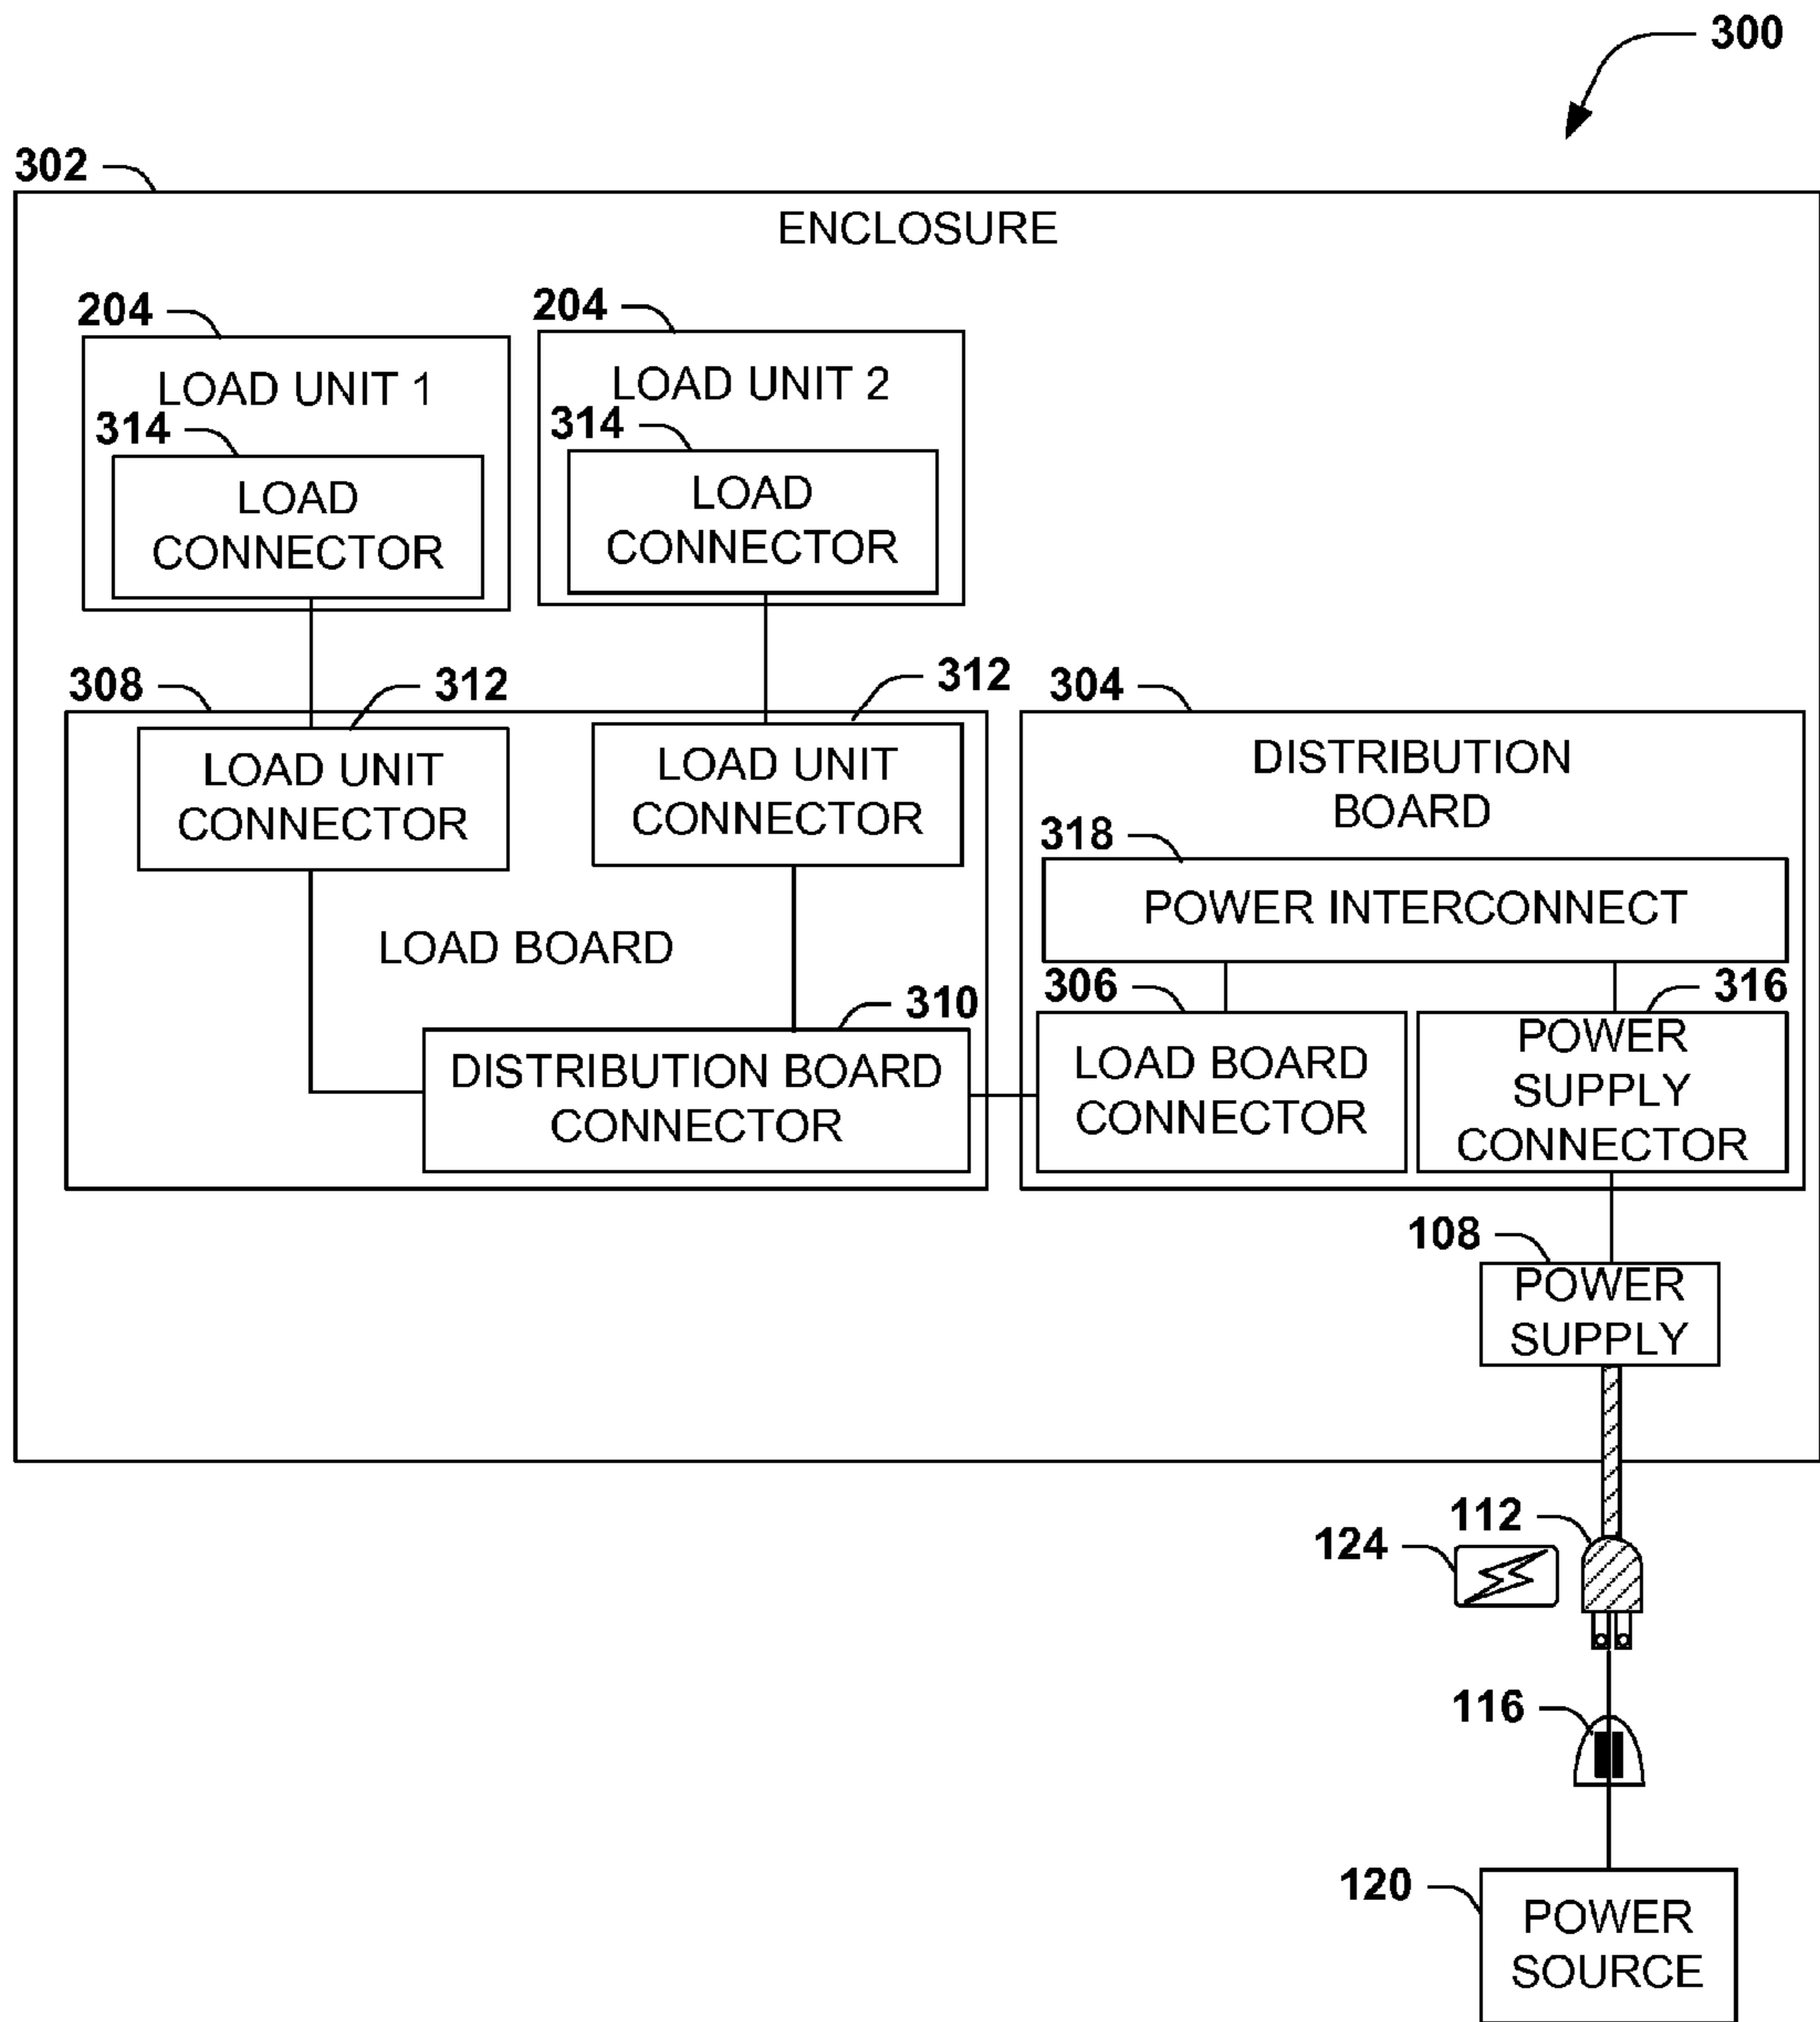 300
302
ENCLOSURE
204
LOAD UNIT 1
314
LOAD
CONNECTOR
204
LOAD UNIT 2
314
LOAD
CONNECTOR
308
312
LOAD UNIT
CONNECTOR
312
LOAD UNIT
CONNECTOR
LOAD BOARD
310
DISTRIBUTION BOARD
CONNECTOR
304
DISTRIBUTION
BOARD
318
POWER INTERCONNECT
306
LOAD BOARD
CONNECTOR
316
POWER
SUPPLY
CONNECTOR
108
POWER
SUPPLY
112
124
116
120
POWER
SOURCE